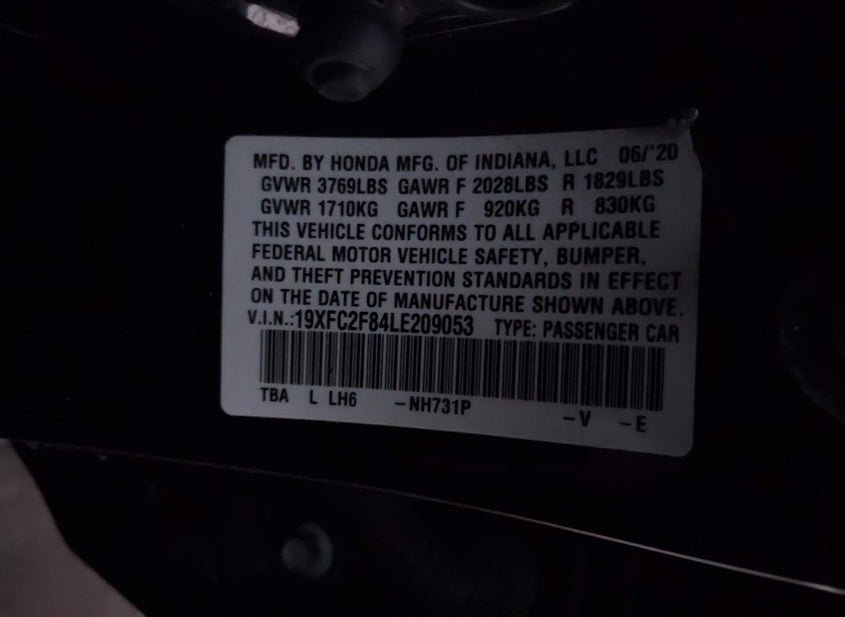 MFD. BY HONDA MFG. OF INDIANA, LLC 06/'20
GVWR 3769LBS GAWR F 2028LBS R 1829LBS
GVWR 1710KG GAWR F 920KG R 830KG
THIS VEHICLE CONFORMS TO ALL APPLICABLE
FEDERAL MOTOR VEHICLE SAFETY, BUMPER,
AND THEFT PREVENTION STANDARDS IN EFFECT
ON THE DATE OF MANUFACTURE SHOWN ABOVE.
V.I.N.:19XFC2F84LE209053 TYPE: PASSENGER CAR
TBA L LH6 -NH731P -V -E